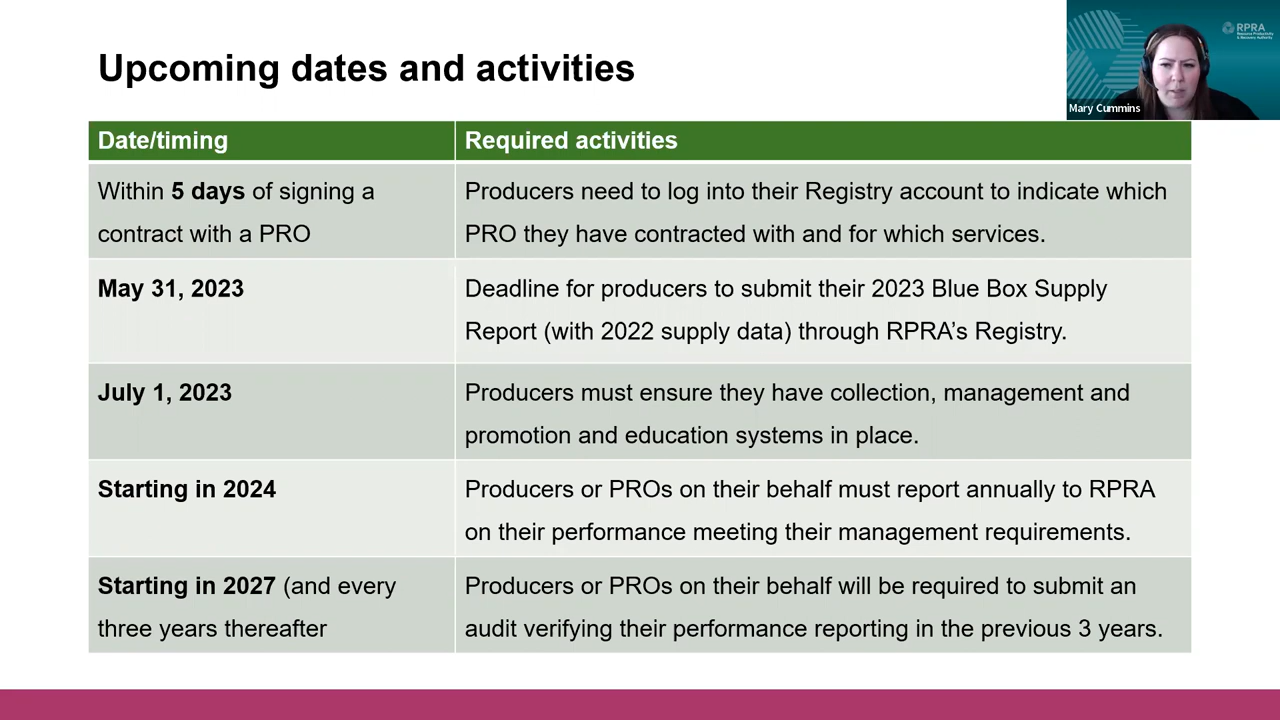 Upcoming dates and activities
RPRA
Resource Productivity
& Recovery Authority
Mary Cummins
Date/timing
Required activities
Within 5 days of signing a
contract with a PRO
Producers need to log into their Registry account to indicate which
PRO they have contracted with and for which services.
May 31, 2023
Deadline for producers to submit their 2023 Blue Box Supply
Report (with 2022 supply data) through RPRA’s Registry.
July 1, 2023
Producers must ensure they have collection, management and
promotion and education systems in place.
Starting in 2024
Producers or PROs on their behalf must report annually to RPRA
on their performance meeting their management requirements.
Starting in 2027 (and every
three years thereafter
Producers or PROs on their behalf will be required to submit an
audit verifying their performance reporting in the previous 3 years.